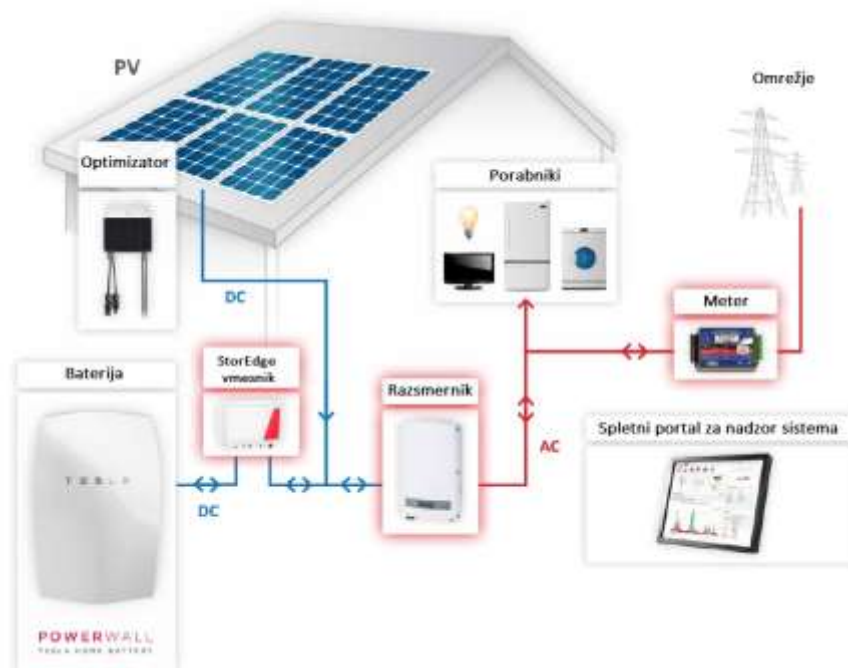 PV
Omrežje
Optimizator
Porabniki
DC
Meter
StorEdge
vmesnik
Baterija
Razsmernik
Spletni portal za nadzor sistema
AC
TESLA
DC
POWERWALL
TESLA HOME BATTERY